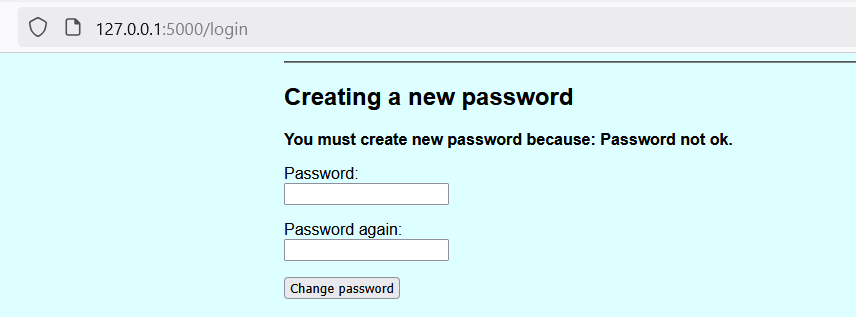 127.0.0.1:5000/login
Creating a new password
You must create new password because: Password not ok.
Password:
Password again:
Change password